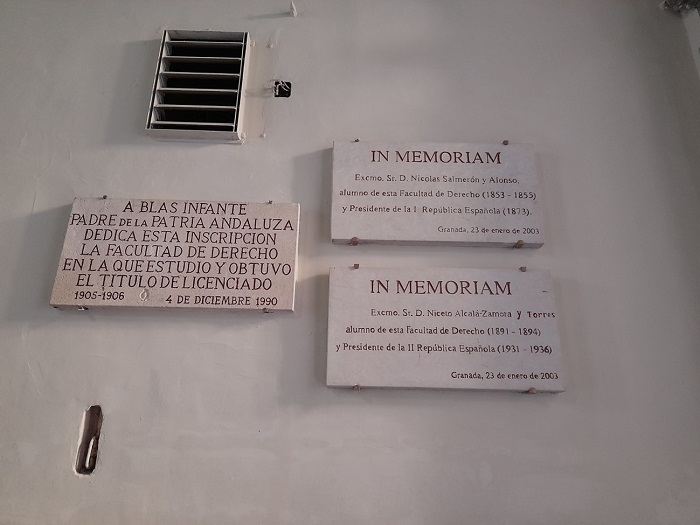 A BLAS INFANTE
PADRE DE LA PATRIA ANDALUZA
DEDICA ESTA INSCRIPCION
LA FACULTAD DE DERECHO
EN LA QUE ESTUDIO Y OBTUVO
EL TITULO DE LICENCIADO
1905-1906 4 DE DICIEMBRE 1990
IN MEMORIAM
Excmo. Sr. D. Nicolas Salmerón y Alonso,
alumno de esta Facultad de Derecho (1853 - 1855)
y Presidente de la I República Española (1873).
Granada, 23 de enero de 2003
IN MEMORIAM
Excmo. Sr. D. Niceto Alcalá-Zamora y Torres
alumno de esta Facultad de Derecho (1891 - 1894)
y Presidente de la II República Española (1931 - 1936)
Granada, 23 de enero de 2003